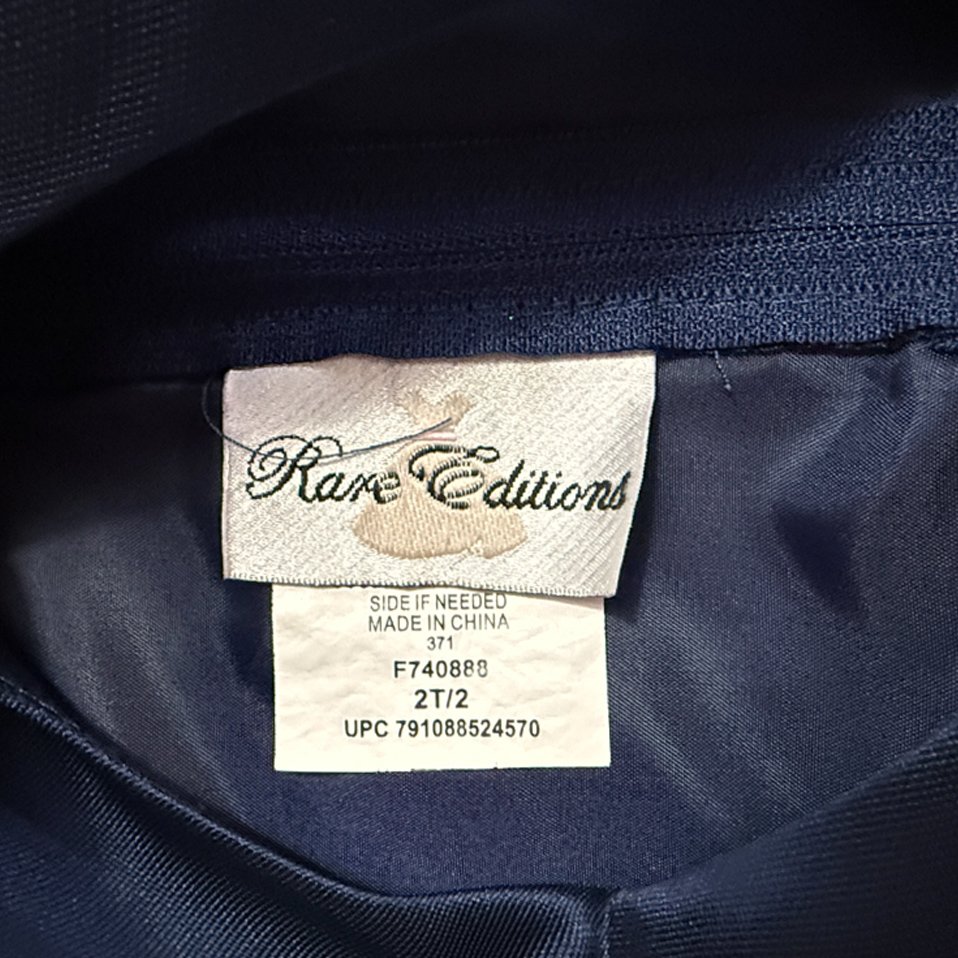 Rare Editions
SIDE IF NEEDED
MADE IN CHINA
371
F740888
2T/2
UPC 791088524570